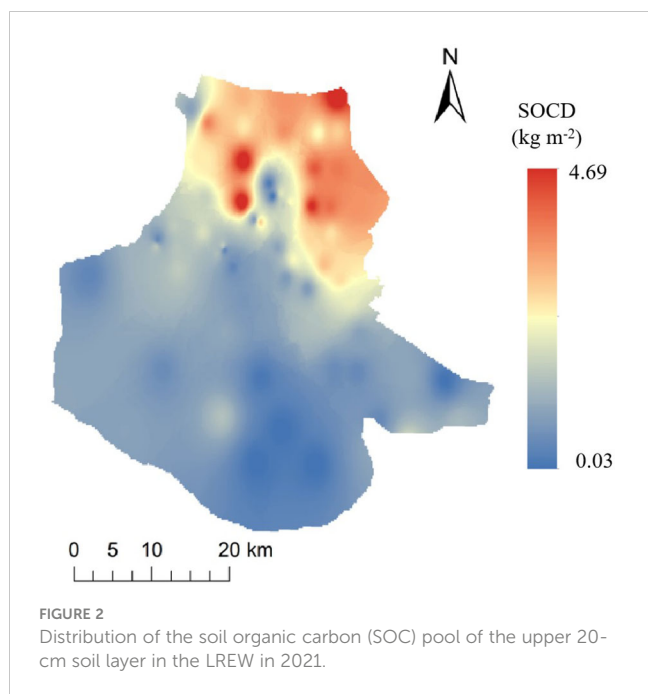 N
SOCD
(kg m⁻²)
4.69
0.03
0 5 10 20 km
FIGURE 2
Distribution of the soil organic carbon (SOC) pool of the upper 20-
cm soil layer in the LREW in 2021.